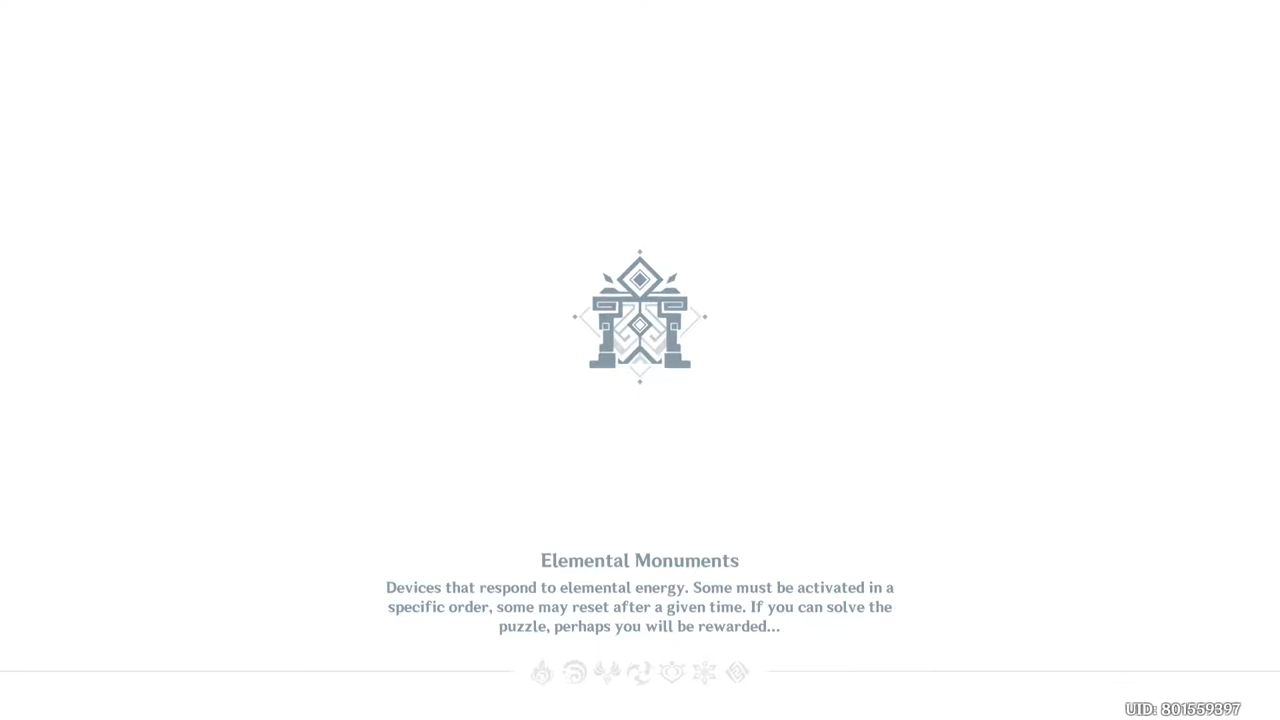 Elemental Monuments
Devices that respond to elemental energy. Some must be activated in a
specific order, some may reset after a given time. If you can solve the
puzzle, perhaps you will be rewarded...
UID: 801559397